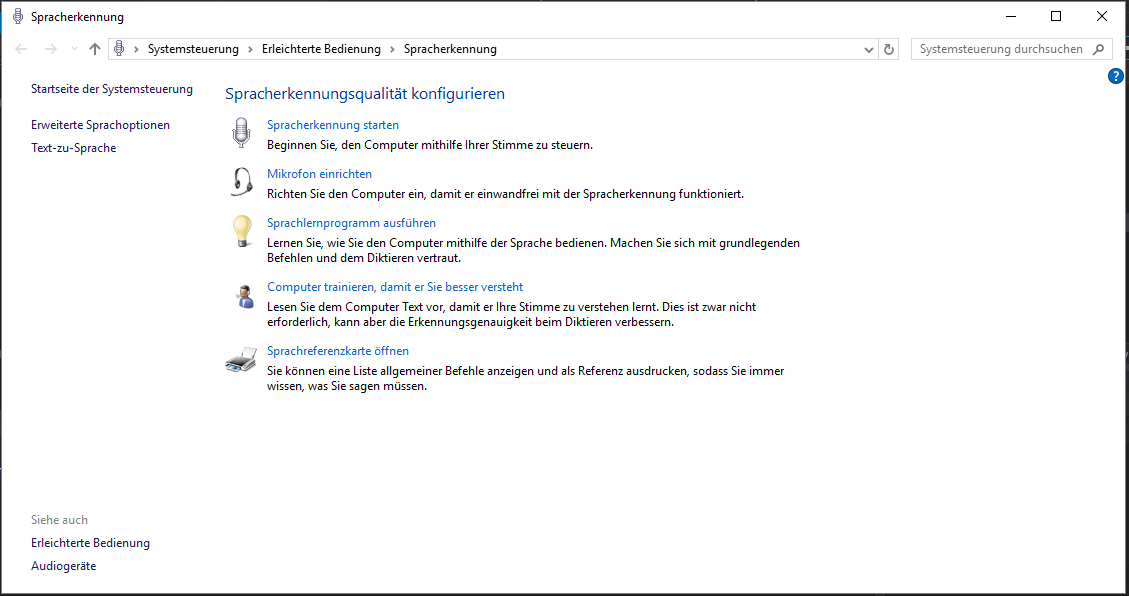 Spracherkennung
Systemsteuerung > Erleichterte Bedienung > Spracherkennung
Systemsteuerung durchsuchen
?
Startseite der Systemsteuerung
Erweiterte Sprachoptionen
Text-zu-Sprache
Spracherkennungsqualität konfigurieren
Spracherkennung starten
Beginnen Sie, den Computer mithilfe Ihrer Stimme zu steuern.
Mikrofon einrichten
Richten Sie den Computer ein, damit er einwandfrei mit der Spracherkennung funktioniert.
Sprachlernprogramm ausführen
Lernen Sie, wie Sie den Computer mithilfe der Sprache bedienen. Machen Sie sich mit grundlegenden
Befehlen und dem Diktieren vertraut.
Computer trainieren, damit er Sie besser versteht
Lesen Sie dem Computer Text vor, damit er Ihre Stimme zu verstehen lernt. Dies ist zwar nicht
erforderlich, kann aber die Erkennungsgenauigkeit beim Diktieren verbessern.
Sprachreferenzkarte öffnen
Sie können eine Liste allgemeiner Befehle anzeigen und als Referenz ausdrucken, sodass Sie immer
wissen, was Sie sagen müssen.
Siehe auch
Erleichterte Bedienung
Audiogeräte